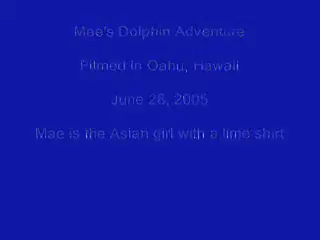 Mae's Dolphin Adventure
Filmed in Oahu, Hawaii
June 26, 2005
Mae is the Asian girl with a lime shirt